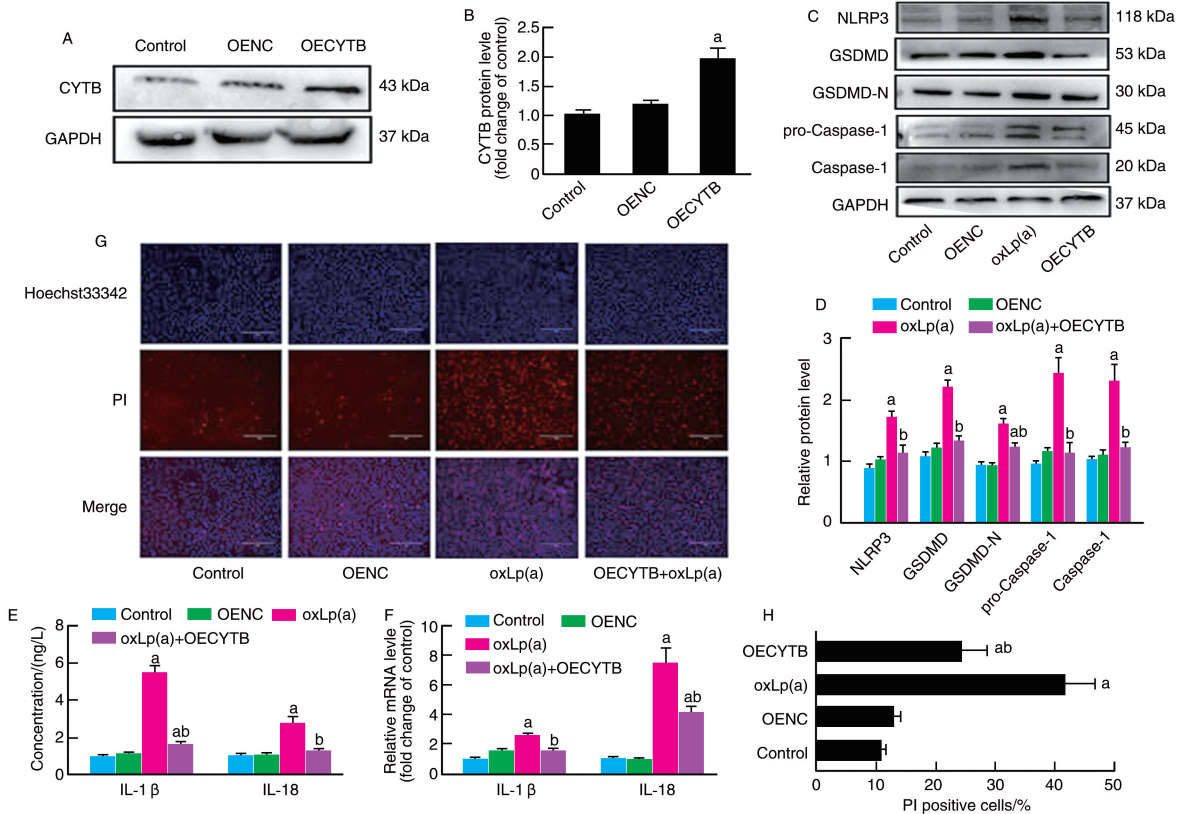 A
Control OENC OECYTB
CYTB 43 kDa
GAPDH 37 kDa
B
CYTB protein levle
(fold change of control)
2.5
2.0
1.5
1.0
0.5
0
a
Control OENC OECYTB
C
NLRP3 118 kDa
GSDMD 53 kDa
GSDMD-N 30 kDa
pro-Caspase-1 45 kDa
Caspase-1 20 kDa
GAPDH 37 kDa
Control OENC oxLp(a) OECYTB
G
Hoechst33342
PI
Merge
Control OENC oxLp(a) OECYTB+oxLp(a)
D
Control OENC
oxLp(a) oxLp(a)+OECYTB
Relative protein level
3
2
1
0
a b a b a ab a b a b
NLRP3 GSDMD GSDMD-N pro-Caspase-1 Caspase-1
E
Control OENC oxLp(a)
oxLp(a)+OECYTB
Concentration/(ng/L)
8
6
4
2
0
a ab a b
IL-1 β IL-18
F
Control OENC
oxLp(a)
oxLp(a)+OECYTB
Relative mRNA levle
(fold change of control)
10
8
6
4
2
0
a b a ab
IL-1 β IL-18
H
OECYTB ab
oxLp(a) a
OENC
Control
0 10 20 30 40 50
PI positive cells/%